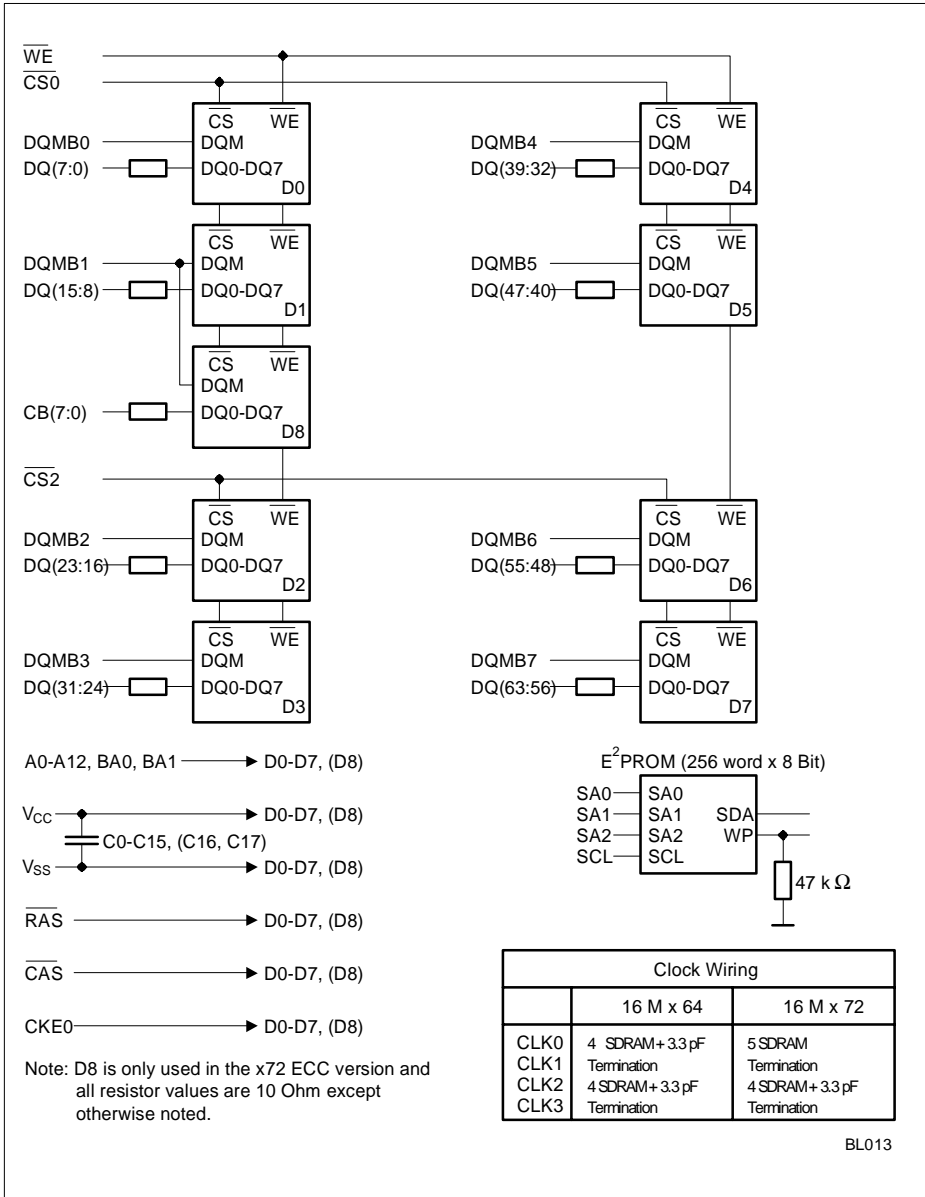 WE
CS0
CS WE
DQMB0 DQM
DQ(7:0) DQ0-DQ7
D0
CS WE
DQMB4 DQM
DQ(39:32) DQ0-DQ7
D4
CS WE
DQMB1 DQM
DQ(15:8) DQ0-DQ7
D1
CS WE
DQMB5 DQM
DQ(47:40) DQ0-DQ7
D5
CS WE
DQM
CB(7:0) DQ0-DQ7
D8
CS2
CS WE
DQMB2 DQM
DQ(23:16) DQ0-DQ7
D2
CS WE
DQMB6 DQM
DQ(55:48) DQ0-DQ7
D6
CS WE
DQMB3 DQM
DQ(31:24) DQ0-DQ7
D3
CS WE
DQMB7 DQM
DQ(63:56) DQ0-DQ7
D7
A0-A12, BA0, BA1 D0-D7, (D8)
VCC D0-D7, (D8)
C0-C15, (C16, C17)
VSS D0-D7, (D8)
RAS D0-D7, (D8)
CAS D0-D7, (D8)
CKE0 D0-D7, (D8)
Note: D8 is only used in the x72 ECC version and
all resistor values are 10 Ohm except
otherwise noted.
E²PROM (256 word x 8 Bit)
SA0 SA0
SA1 SA1 SDA
SA2 SA2 WP
SCL SCL
47 k Ω
Clock Wiring
16 M x 64 16 M x 72
CLK0 4 SDRAM + 3.3 pF 5 SDRAM
CLK1 Termination Termination
CLK2 4 SDRAM + 3.3 pF 4 SDRAM + 3.3 pF
CLK3 Termination Termination
BL013